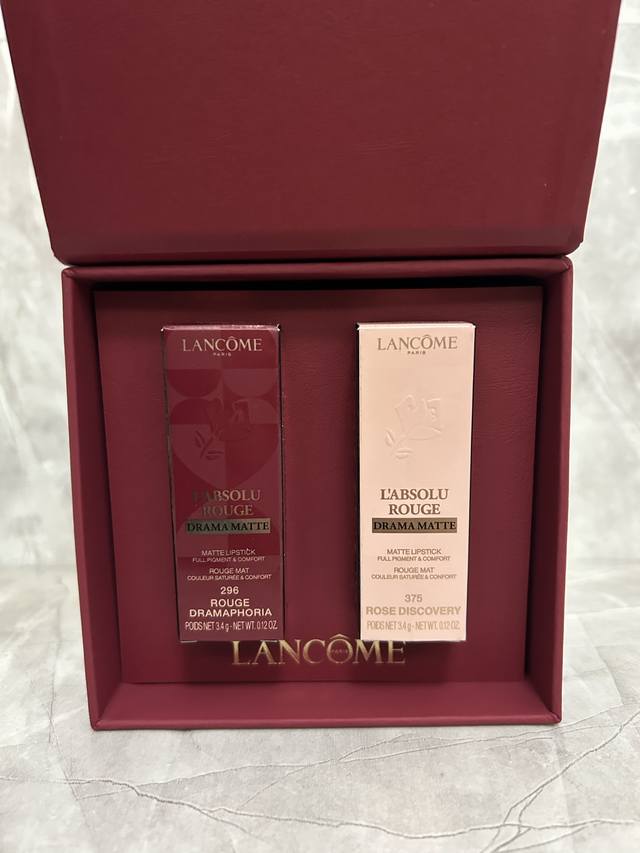 LANCÔME
PARIS
L'ABSOLU
ROUGE
DRAMA MATTE
MATTE LIPSTICK
FULL PIGMENT & COMFORT
ROUGE MAT
COULEUR SATURÉE & CONFORT
296
ROUGE
DRAMAPHORIA
POIDS NET 3.4 g - NET WT. 0.12 OZ.
LANCÔME
PARIS
L'ABSOLU
ROUGE
DRAMA MATTE
MATTE LIPSTICK
FULL PIGMENT & COMFORT
ROUGE MAT
COULEUR SATURÉE & CONFORT
375
ROSE DISCOVERY
POIDS NET 3.4 g - NET WT. 0.12 OZ.
LANCÔME
PARIS